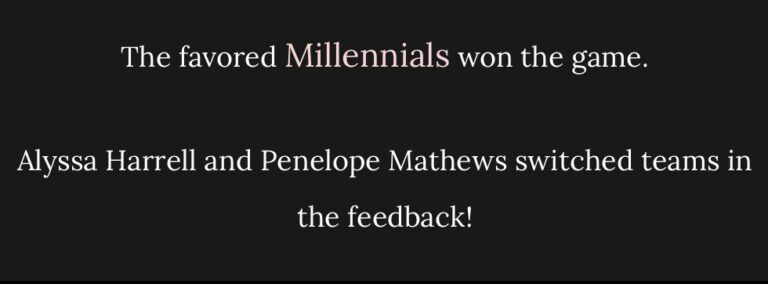 The favored Millennials won the game.
Alyssa Harrell and Penelope Mathews switched teams in
the feedback!